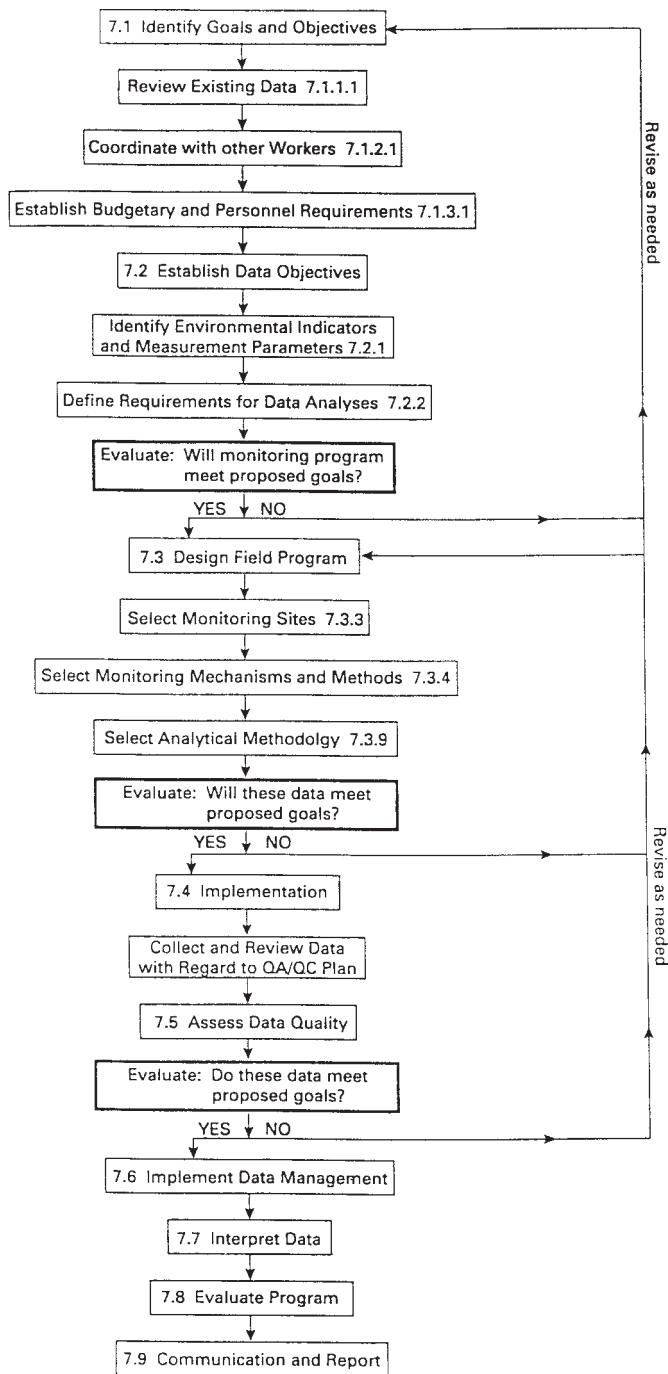 7.1 Identify Goals and Objectives
Review Existing Data 7.1.1.1
Coordinate with other Workers 7.1.2.1
Establish Budgetary and Personnel Requirements 7.1.3.1
7.2 Establish Data Objectives
Identify Environmental Indicators
and Measurement Parameters 7.2.1
Define Requirements for Data Analyses 7.2.2
Evaluate: Will monitoring program
meet proposed goals?
YES NO
Revise as needed
7.3 Design Field Program
Select Monitoring Sites 7.3.3
Select Monitoring Mechanisms and Methods 7.3.4
Select Analytical Methodolgy 7.3.9
Evaluate: Will these data meet
proposed goals?
YES NO
7.4 Implementation
Collect and Review Data
with Regard to QA/QC Plan
7.5 Assess Data Quality
Evaluate: Do these data meet
proposed goals?
YES NO
Revise as needed
7.6 Implement Data Management
7.7 Interpret Data
7.8 Evaluate Program
7.9 Communication and Report